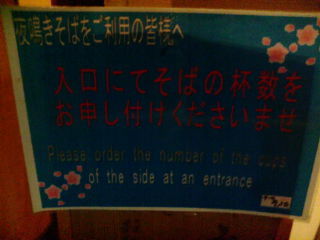 夜鳴きそばをご利用の皆様へ
入口にてそばの杯数を
お申し付けくださいませ
Please order the number of the cups
of the side at an entrance